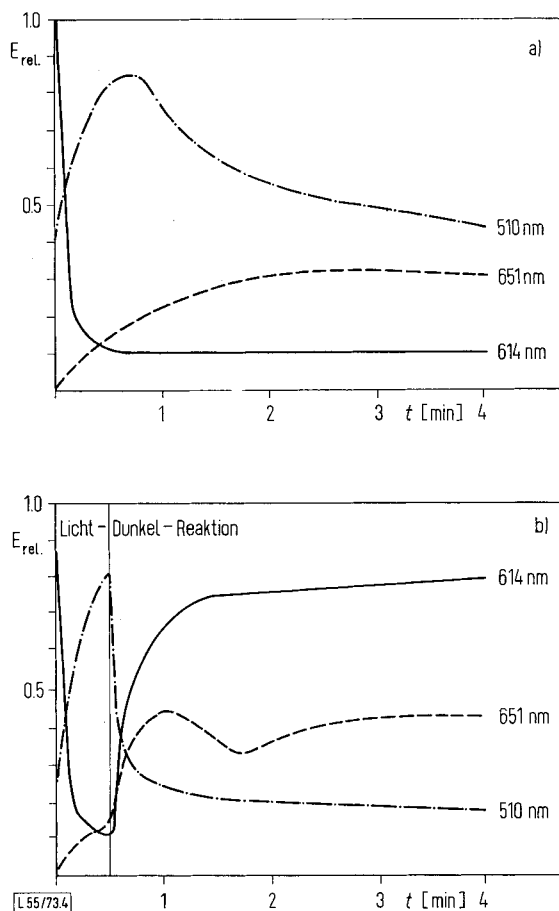 1.0
E rel.
a)
0.5
510 nm
651 nm
614 nm
1 2 3 t [min] 4
1.0
Licht - Dunkel - Reaktion
b)
E rel.
614 nm
0.5
651 nm
510 nm
L 55/73.4
1 2 3 t [min] 4